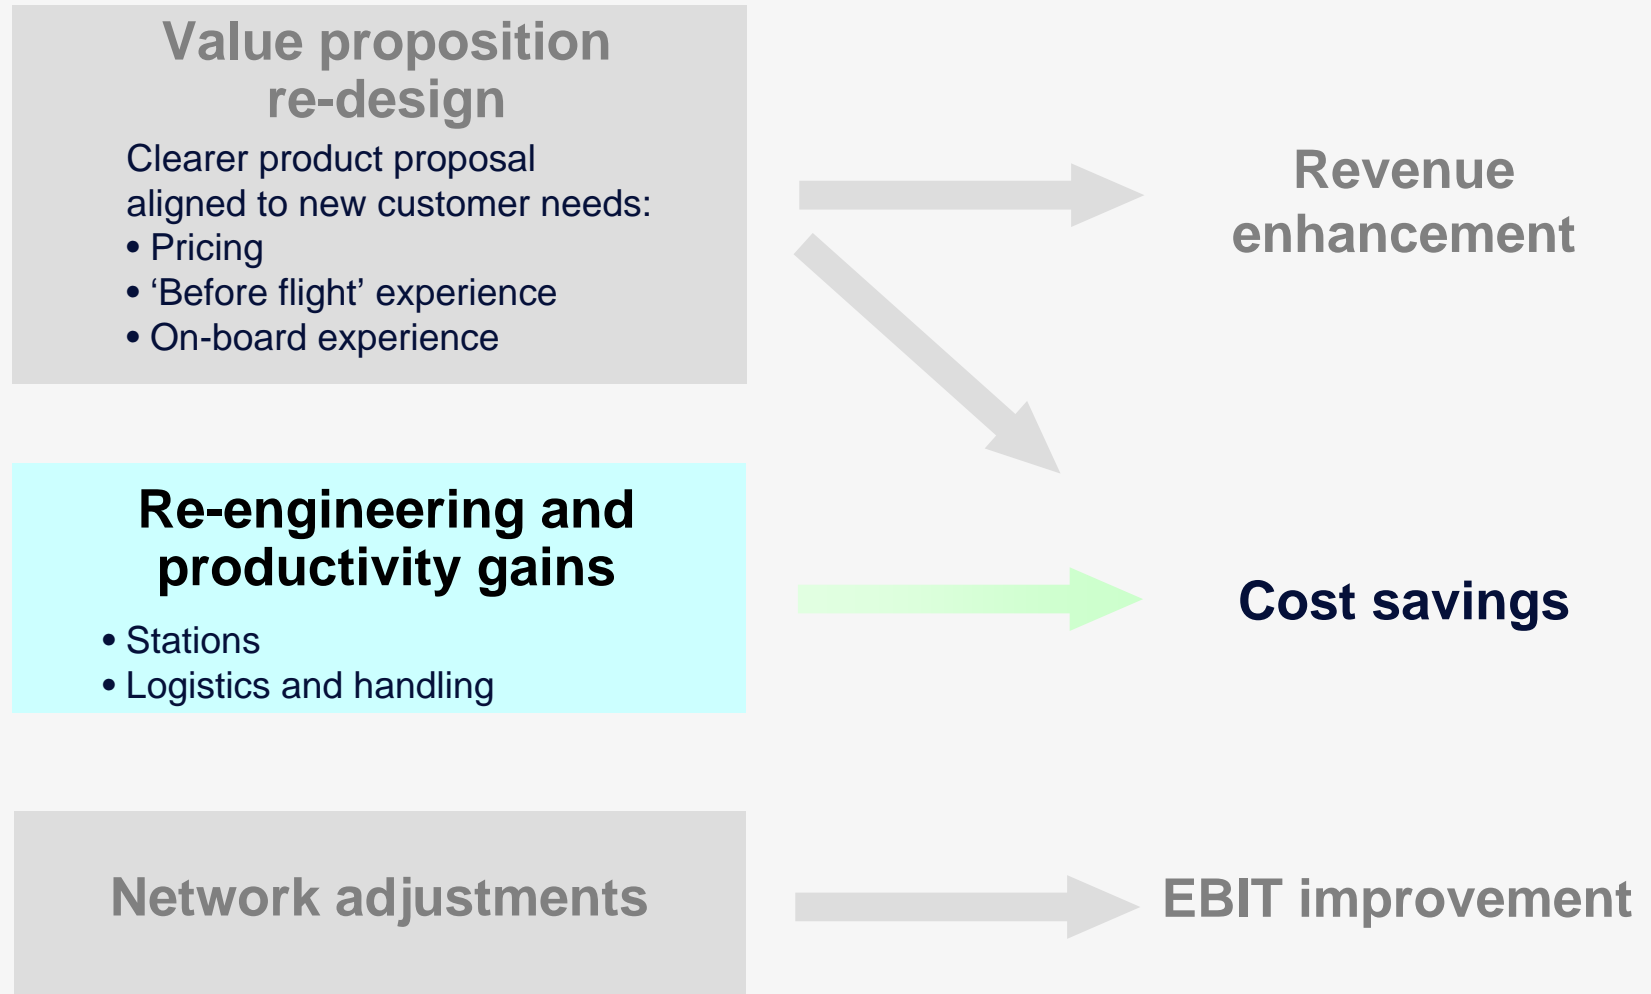 Value proposition
re-design
Clearer product proposal
aligned to new customer needs:
• Pricing
• ‘Before flight’ experience
• On-board experience
Revenue
enhancement
Re-engineering and
productivity gains
• Stations
• Logistics and handling
Cost savings
Network adjustments
EBIT improvement